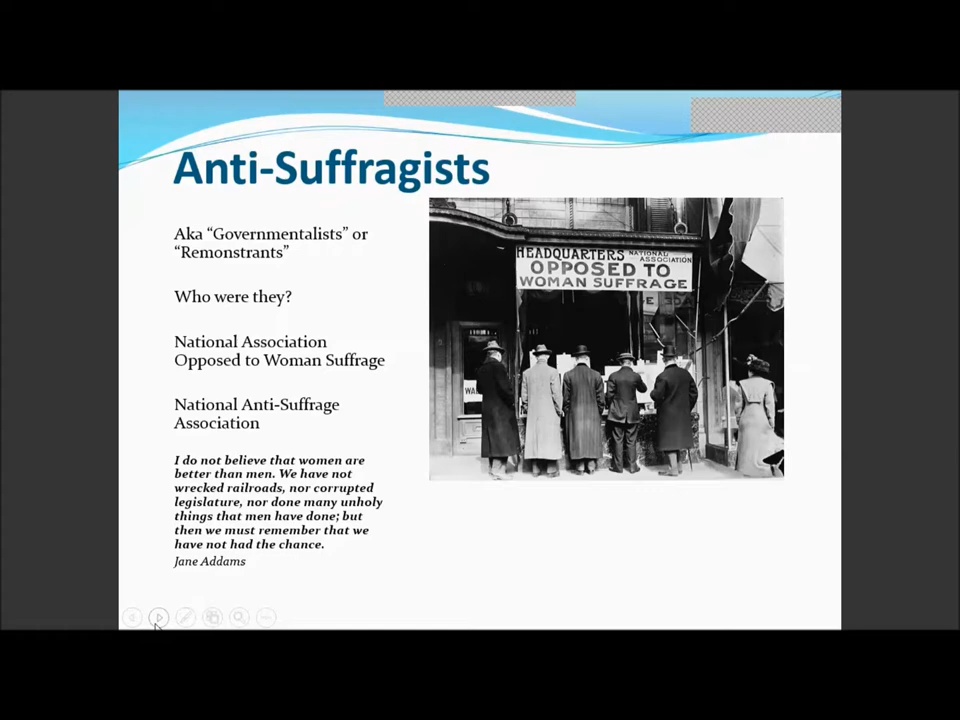 Anti-Suffragists
Aka “Governmentalists” or
“Remonstrants”
Who were they?
National Association
Opposed to Woman Suffrage
National Anti-Suffrage
Association
I do not believe that women are
better than men. We have not
wrecked railroads, nor corrupted
legislature, nor done many unholy
things that men have done; but
then we must remember that we
have not had the chance.
Jane Addams
HEADQUARTERS NATIONAL ASSOCIATION
OPPOSED TO
WOMAN SUFFRAGE